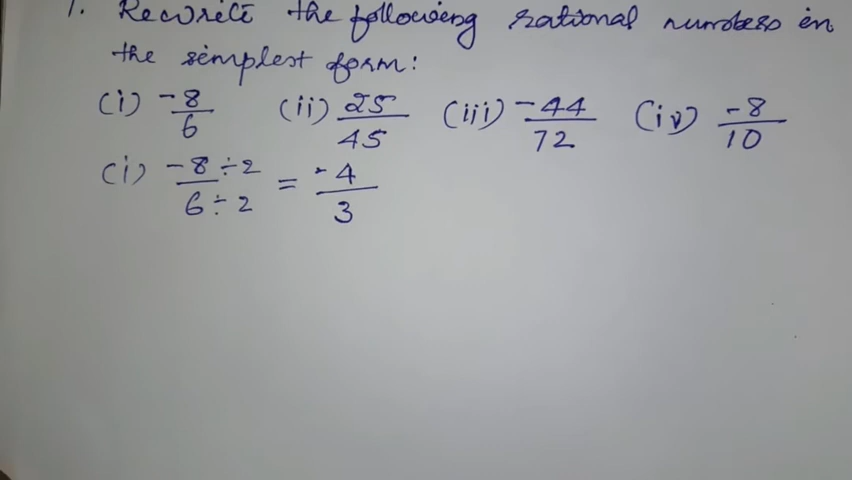 1. Rewrite the following rational numbers in
the simplest form:
(i) -8/6 (ii) 25/45 (iii) -44/72 (iv) -8/10
(i) -8÷2/6÷2 = -4/3